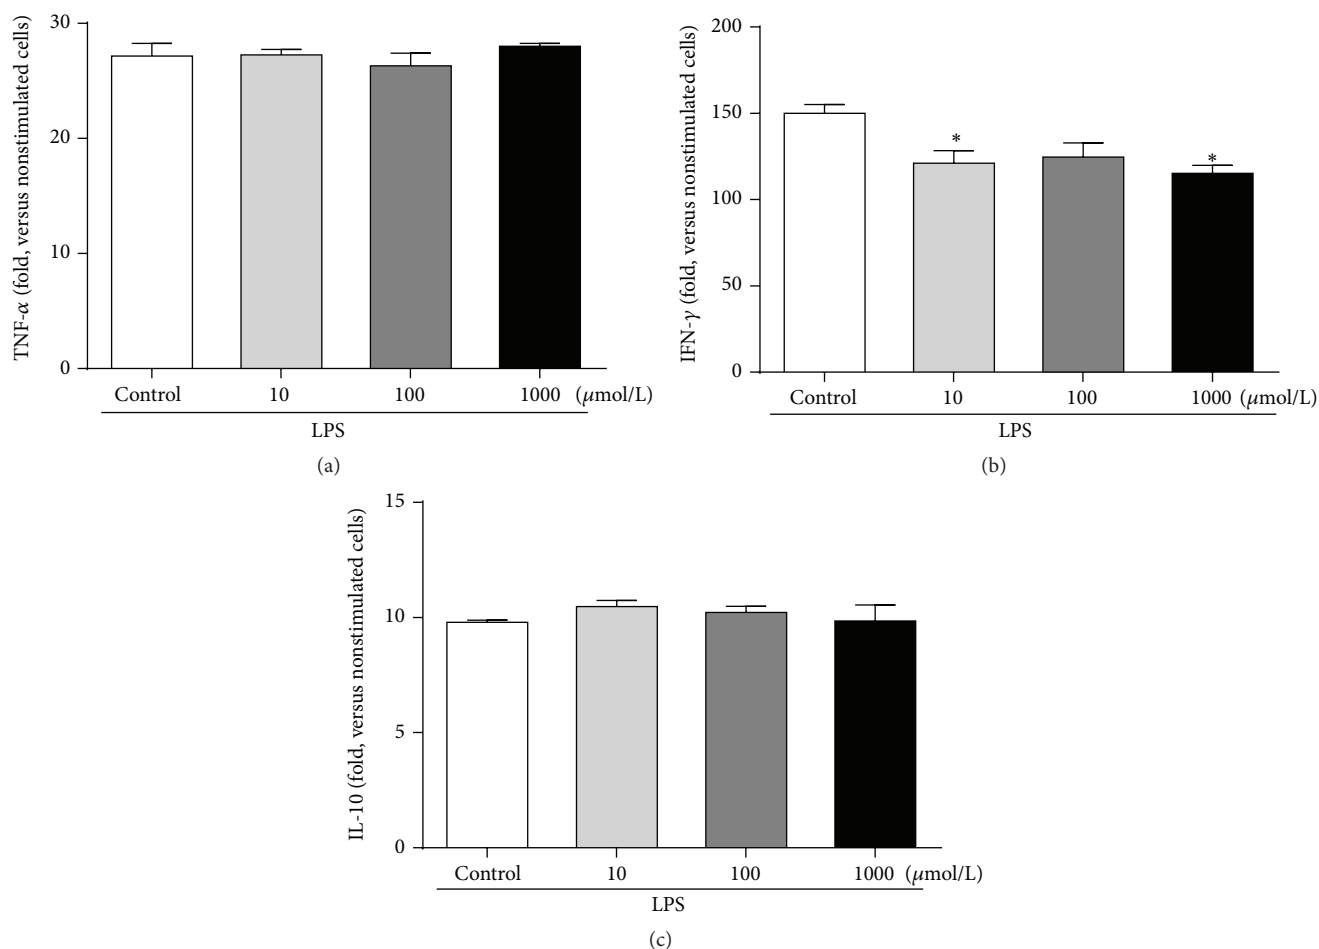 TNF-α (fold, versus nonstimulated cells)
30
20
10
0
Control 10 100 1000 (μmol/L)
LPS
(a)
IFN-γ (fold, versus nonstimulated cells)
200
150
100
50
0
*
*
Control 10 100 1000 (μmol/L)
LPS
(b)
IL-10 (fold, versus nonstimulated cells)
15
10
5
0
Control 10 100 1000 (μmol/L)
LPS
(c)